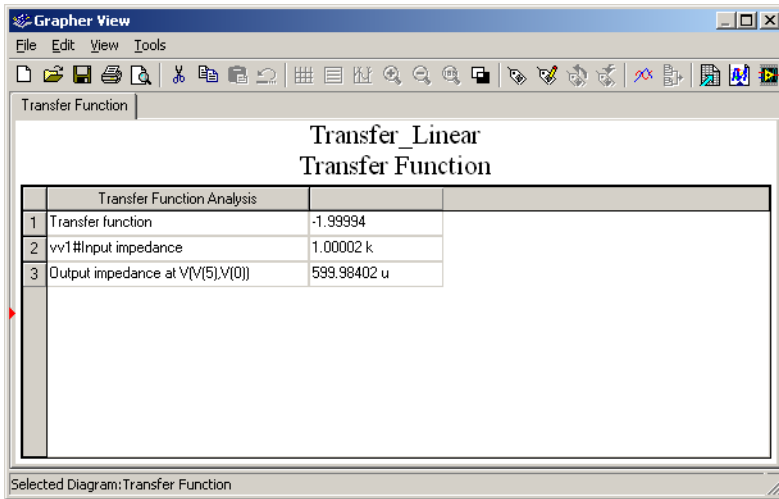 Grapher View
File Edit View Tools
Transfer Function
Transfer_Linear
Transfer Function
Transfer Function Analysis
1 Transfer function -1.99994
2 vv1#Input impedance 1.00002 k
3 Output impedance at V(V(5),V(0)) 599.98402 u
Selected Diagram:Transfer Function